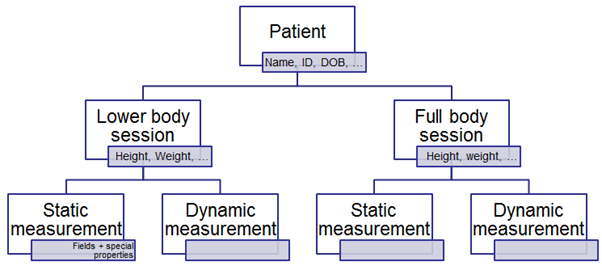 Patient
Name, ID, DOB, ...
Lower body
session
Height, Weight, ...
Full body
session
Height, weight, ...
Static
measurement
Fields + special
properties
Dynamic
measurement
Static
measurement
Dynamic
measurement